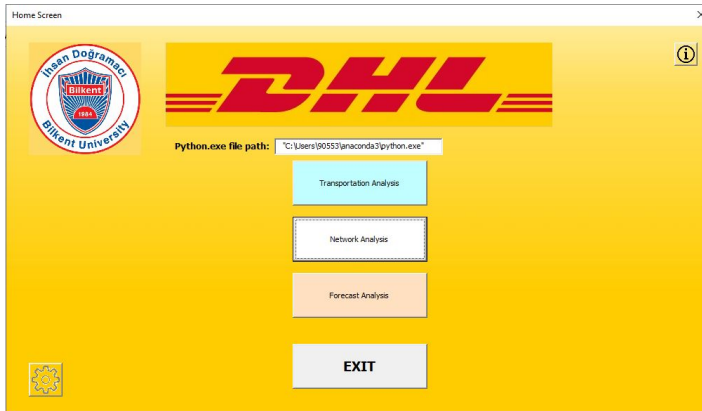 Home Screen
İhsan Doğramacı
Bilkent
1984
Bilkent University
DHL
Python.exe file path: "C:\Users\90553\anaconda3\python.exe"
Transportation Analysis
Network Analysis
Forecast Analysis
EXIT